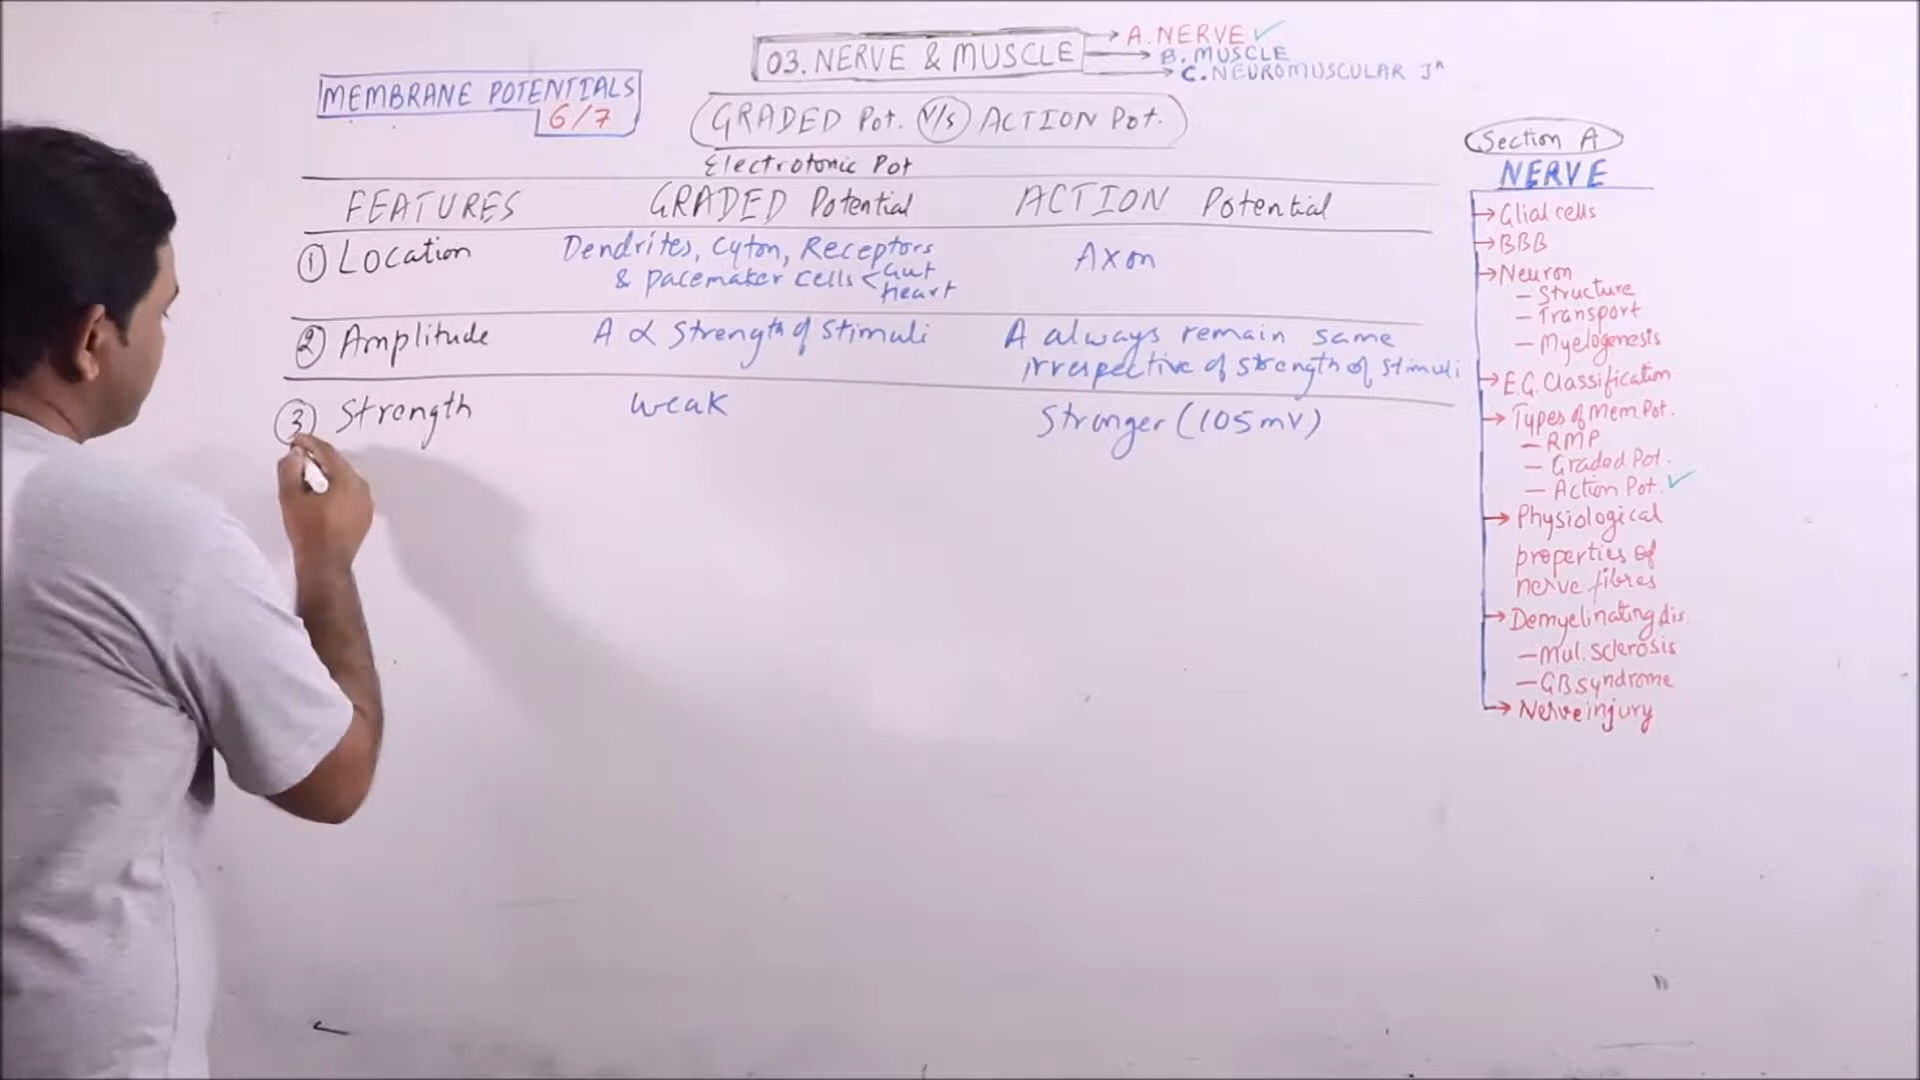 03. NERVE & MUSCLE
A. NERVE ✓
B. MUSCLE
C. NEUROMUSCULAR Jⁿ
MEMBRANE POTENTIALS
6/7
GRADED Pot. V/s ACTION Pot.
Electrotonic Pot
FEATURES GRADED Potential ACTION Potential
① Location Dendrites, Cyton, Receptors Axon
& pacemaker cells < Gut
heart
② Amplitude A α Strength of Stimuli A always remain same
irrespective of strength of stimuli
③ Strength Weak Stronger (105mV)
Section A
NERVE
→ Glial cells
→ BBB
→ Neuron
– Structure
– Transport
– Myelogenesis
→ E.G. Classification
→ Types of Mem Pot.
– RMP
– Graded Pot.
– Action Pot. ✓
→ Physiological
properties of
nerve fibres
→ Demyelinating dis.
– Mul. Sclerosis
– GB syndrome
→ Nerve injury